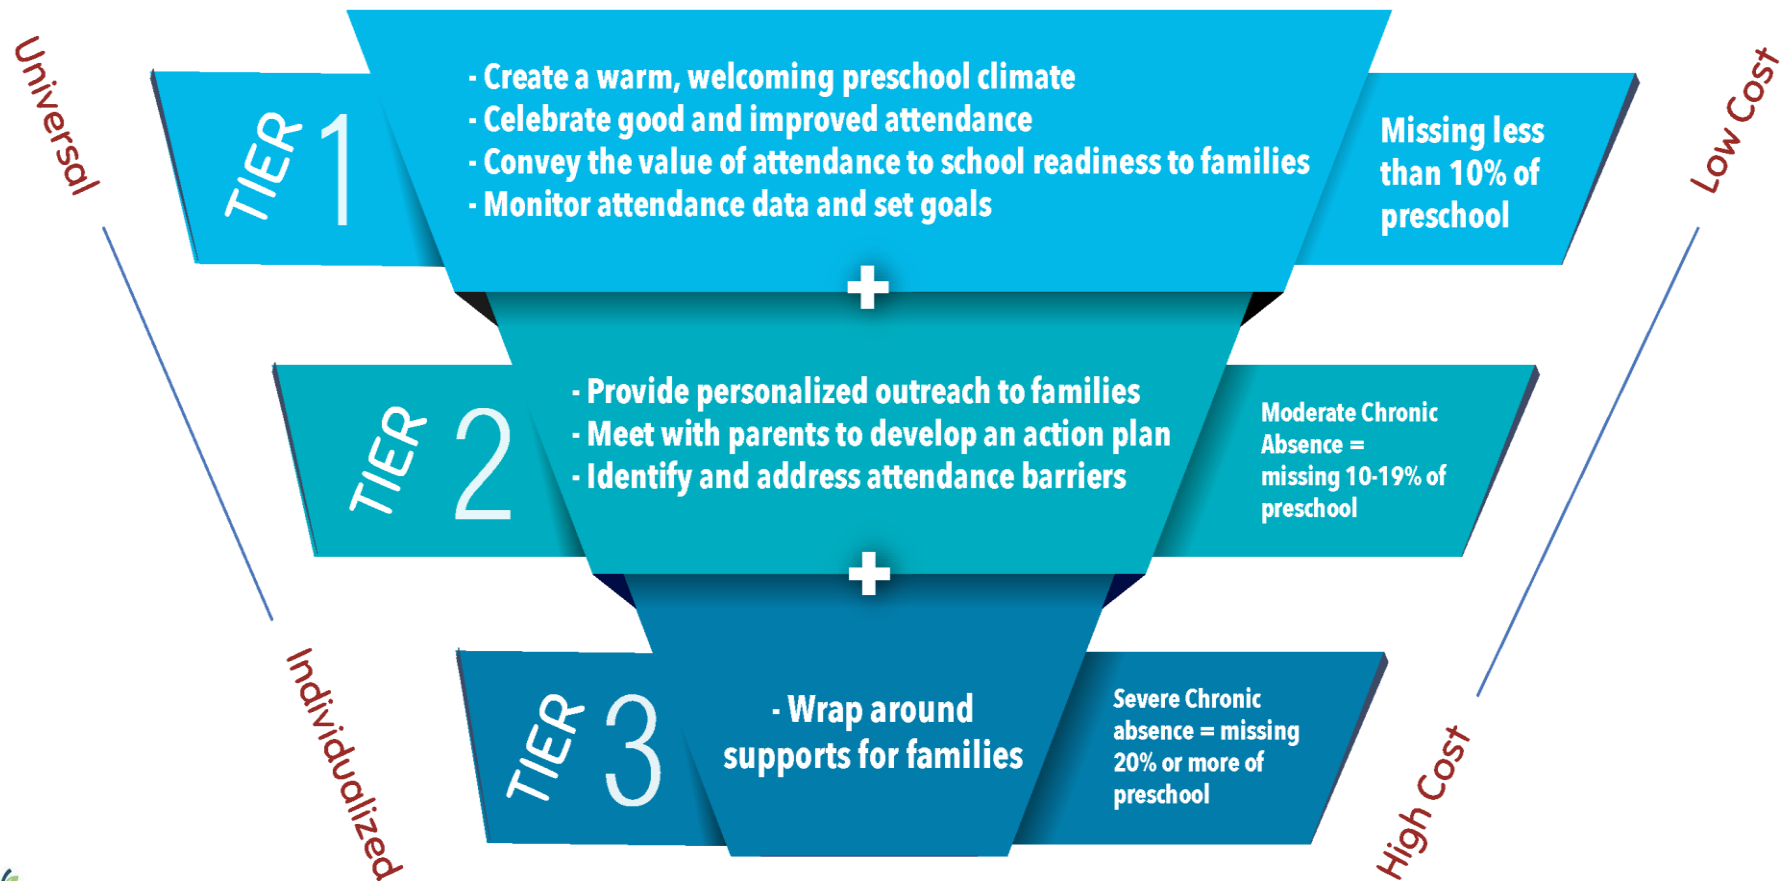 Universal
Low Cost
TIER 1
- Create a warm, welcoming preschool climate
- Celebrate good and improved attendance
- Convey the value of attendance to school readiness to families
- Monitor attendance data and set goals
Missing less
than 10% of
preschool
+
TIER 2
- Provide personalized outreach to families
- Meet with parents to develop an action plan
- Identify and address attendance barriers
Moderate Chronic
Absence =
missing 10-19% of
preschool
+
TIER 3
- Wrap around
supports for families
Severe Chronic
absence = missing
20% or more of
preschool
Individualized
High Cost